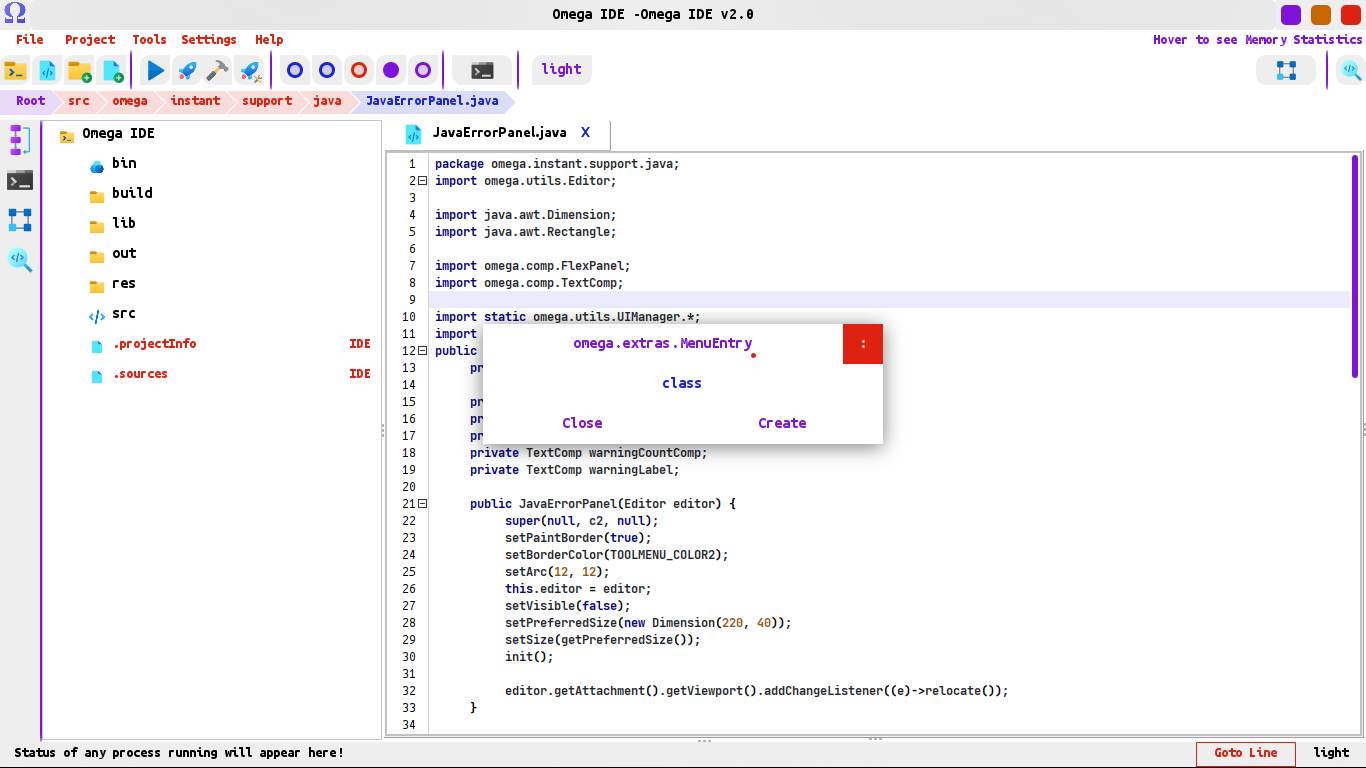 Omega IDE -Omega IDE v2.0
File Project Tools Settings Help
Hover to see Memory Statistics
light
Root src omega instant support java JavaErrorPanel.java
Omega IDE
bin
build
lib
out
res
src
.projectInfo IDE
.sources IDE
JavaErrorPanel.java X
1 package omega.instant.support.java;
2 import omega.utils.Editor;
3
4 import java.awt.Dimension;
5 import java.awt.Rectangle;
6
7 import omega.comp.FlexPanel;
8 import omega.comp.TextComp;
9
10 import static omega.utils.UIManager.*;
11 import
12 public
13 pr
14
15 pr
16 pr
17 pr
18 private TextComp warningCountComp;
19 private TextComp warningLabel;
20
21 public JavaErrorPanel(Editor editor) {
22 super(null, c2, null);
23 setPaintBorder(true);
24 setBorderColor(TOOLMENU_COLOR2);
25 setArc(12, 12);
26 this.editor = editor;
27 setVisible(false);
28 setPreferredSize(new Dimension(220, 40));
29 setSize(getPreferredSize());
30 init();
31
32 editor.getAttachment().getViewport().addChangeListener((e)->relocate());
33 }
34
omega.extras.MenuEntry :
class
Close Create
Status of any process running will appear here!
Goto Line light